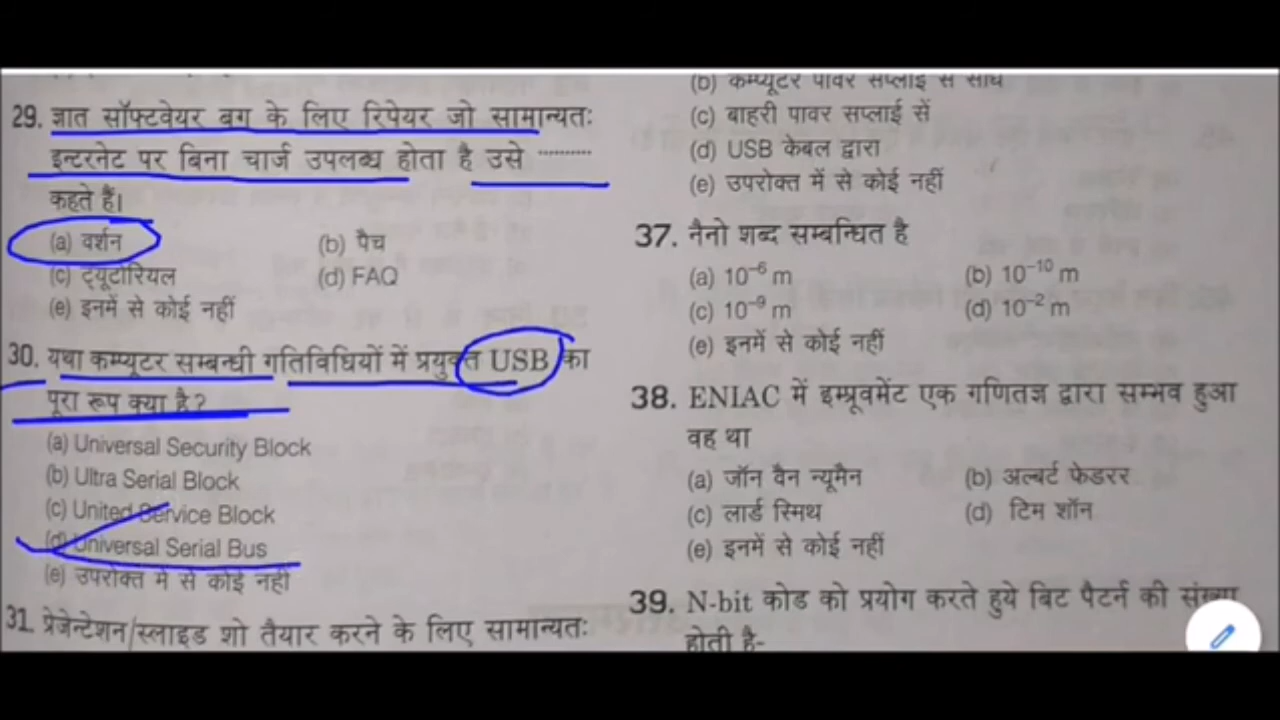 29. ज्ञात सॉफ्टवेयर बग के लिए रिपेयर जो सामान्यतः
इन्टरनेट पर बिना चार्ज उपलब्ध होता है उसे ..........
कहते हैं।
(a) वर्शन (b) पैच
(c) ट्यूटोरियल (d) FAQ
(e) इनमें से कोई नहीं
30. यथा कम्प्यूटर सम्बन्धी गतिविधियों में प्रयुक्त USB का
पूरा रूप क्या है?
(a) Universal Security Block
(b) Ultra Serial Block
(c) United Service Block
(d) Universal Serial Bus
(e) उपरोक्त में से कोई नहीं
31. प्रेजेन्टेशन/स्लाइड शो तैयार करने के लिए सामान्यतः
(b) कम्प्यूटर पावर सप्लाई से सीधे
(c) बाहरी पावर सप्लाई सें
(d) USB केबल द्वारा
(e) उपरोक्त में से कोई नहीं
37. नैनो शब्द सम्बन्धित है
(a) 10⁻⁶ m (b) 10⁻¹⁰ m
(c) 10⁻⁹ m (d) 10⁻² m
(e) इनमें से कोई नहीं
38. ENIAC में इम्प्रूवमेंट एक गणितज्ञ द्वारा सम्भव हुआ
वह था
(a) जॉन वैन न्यूमैन (b) अल्बर्ट फेडरर
(c) लार्ड स्मिथ (d) टिम शॉन
(e) इनमें से कोई नहीं
39. N-bit कोड को प्रयोग करते हुये बिट पैटर्न की संख्या
होती है-